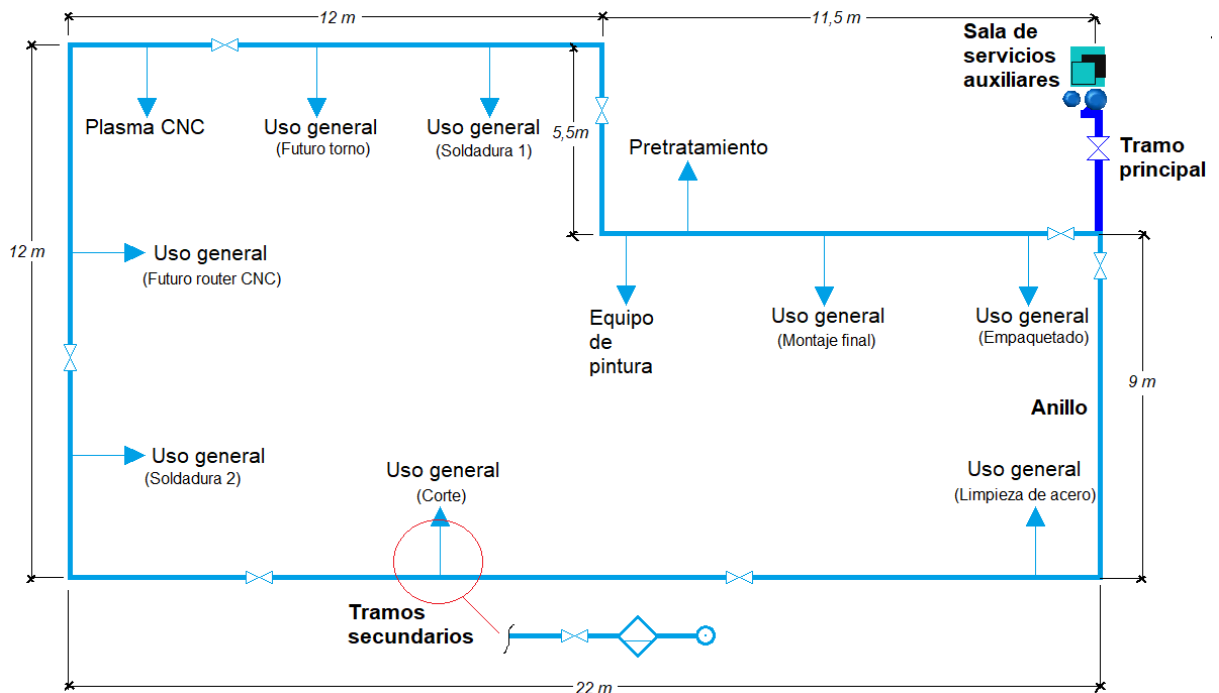 12 m
11,5 m
Sala de
servicios
auxiliares
Plasma CNC
Uso general
(Futuro torno)
Uso general
(Soldadura 1)
5,5m
Pretratamiento
Tramo
principal
12 m
Uso general
(Futuro router CNC)
Equipo
de
pintura
Uso general
(Montaje final)
Uso general
(Empaquetado)
9 m
Anillo
Uso general
(Soldadura 2)
Uso general
(Corte)
Uso general
(Limpieza de acero)
Tramos
secundarios
22 m